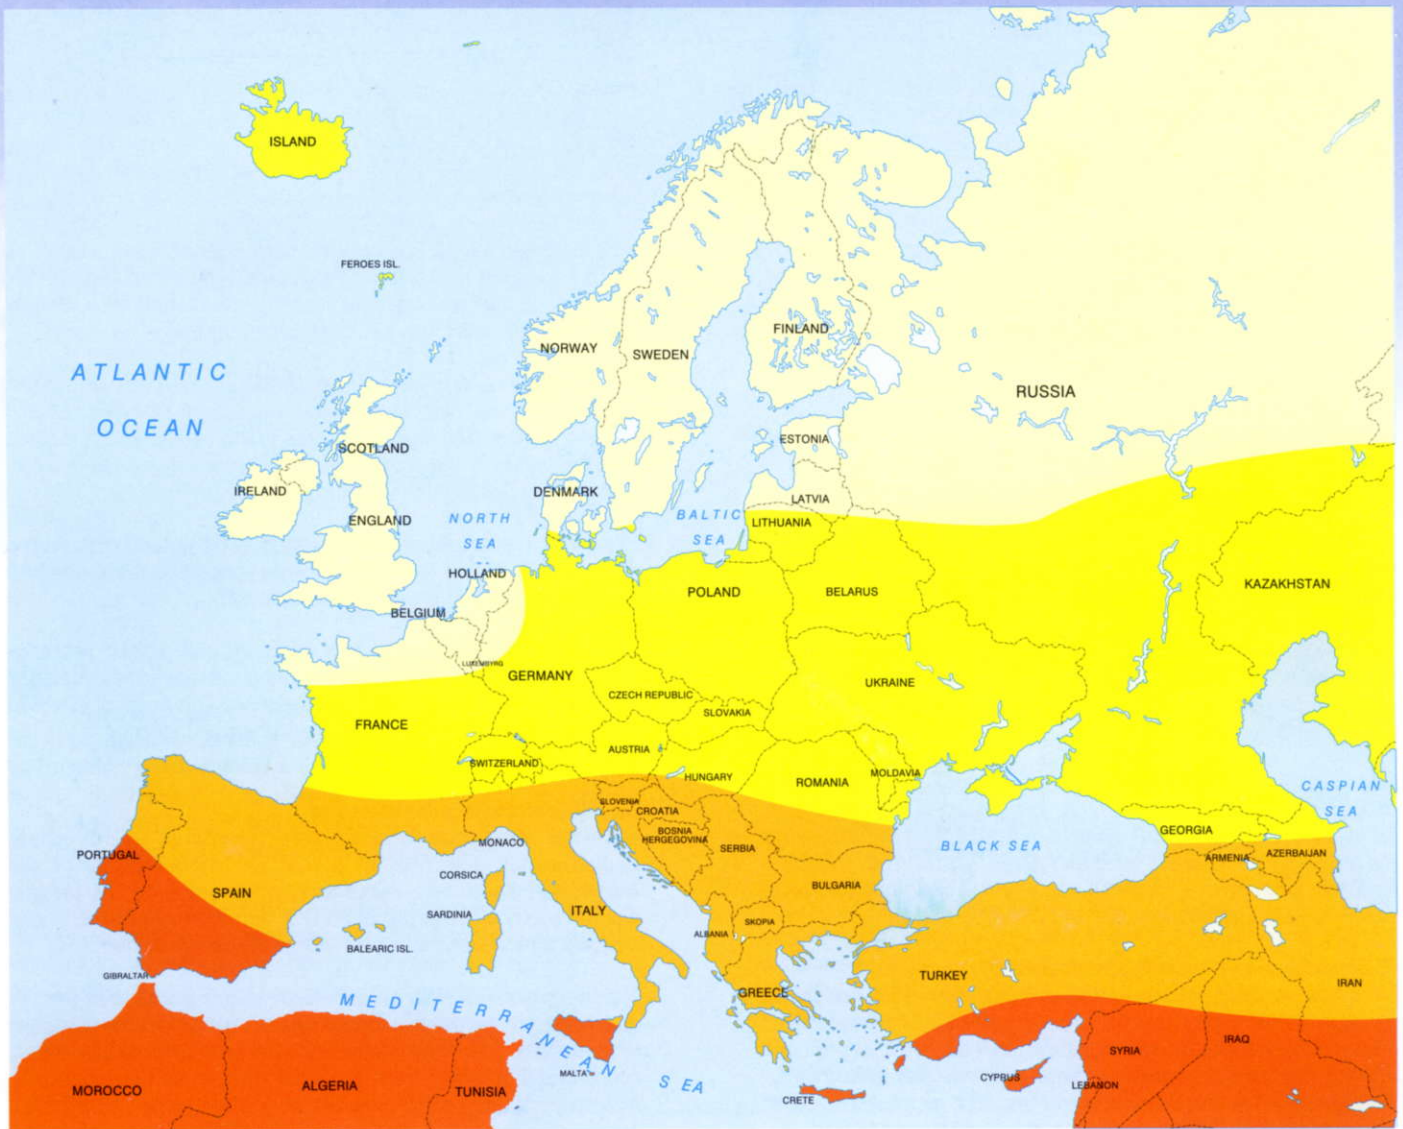 ISLAND
FEROES ISL.
NORWAY
SWEDEN
FINLAND
ATLANTIC
OCEAN
RUSSIA
SCOTLAND
ESTONIA
IRELAND
DENMARK
LATVIA
ENGLAND
NORTH
SEA
BALTIC
SEA
LITHUANIA
HOLLAND
KAZAKHSTAN
POLAND
BELARUS
BELGIUM
LUXEMBYRG
GERMANY
UKRAINE
CZECH REPUBLIC
SLOVAKIA
FRANCE
AUSTRIA
SWITZERLAND
HUNGARY
ROMANIA
MOLDAVIA
CASPIAN
SEA
SLOVENIA
CROATIA
BOSNIA
HERGEGOVINA
SERBIA
GEORGIA
BLACK SEA
MONACO
PORTUGAL
ARMENIA
AZERBAIJAN
CORSICA
SPAIN
BULGARIA
SARDINIA
ITALY
SKOPIA
ALBANIA
BALEARIC ISL.
GIBRALTAR
TURKEY
IRAN
GREECE
MEDITERRANEAN SEA
IRAQ
SYRIA
MALTA
CYPRUS
LEBANON
MOROCCO
ALGERIA
TUNISIA
CRETE